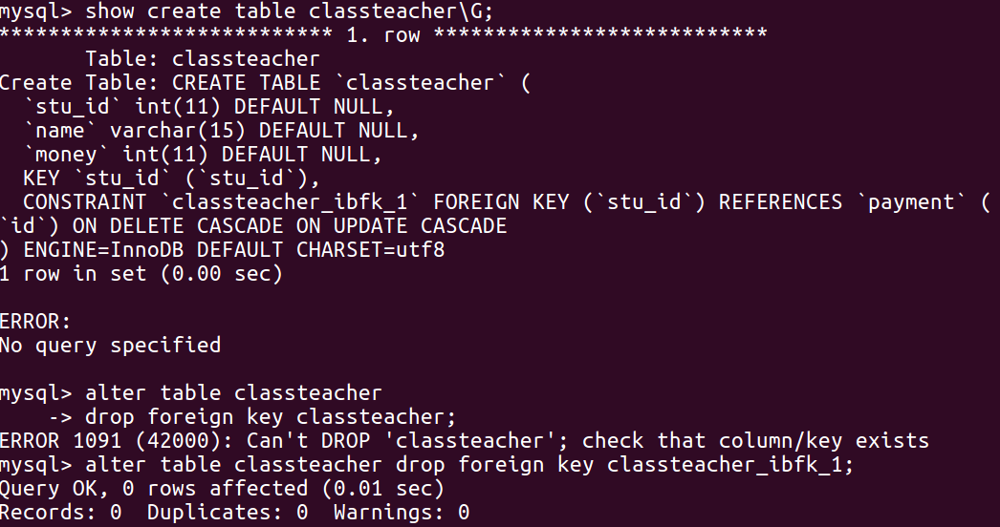 mysql> show create table classteacher\G;
*************************** 1. row ***************************
       Table: classteacher
Create Table: CREATE TABLE `classteacher` (
  `stu_id` int(11) DEFAULT NULL,
  `name` varchar(15) DEFAULT NULL,
  `money` int(11) DEFAULT NULL,
  KEY `stu_id` (`stu_id`),
  CONSTRAINT `classteacher_ibfk_1` FOREIGN KEY (`stu_id`) REFERENCES `payment` (
`id`) ON DELETE CASCADE ON UPDATE CASCADE
) ENGINE=InnoDB DEFAULT CHARSET=utf8
1 row in set (0.00 sec)

ERROR:
No query specified

mysql> alter table classteacher
    -> drop foreign key classteacher;
ERROR 1091 (42000): Can't DROP 'classteacher'; check that column/key exists
mysql> alter table classteacher drop foreign key classteacher_ibfk_1;
Query OK, 0 rows affected (0.01 sec)
Records: 0  Duplicates: 0  Warnings: 0